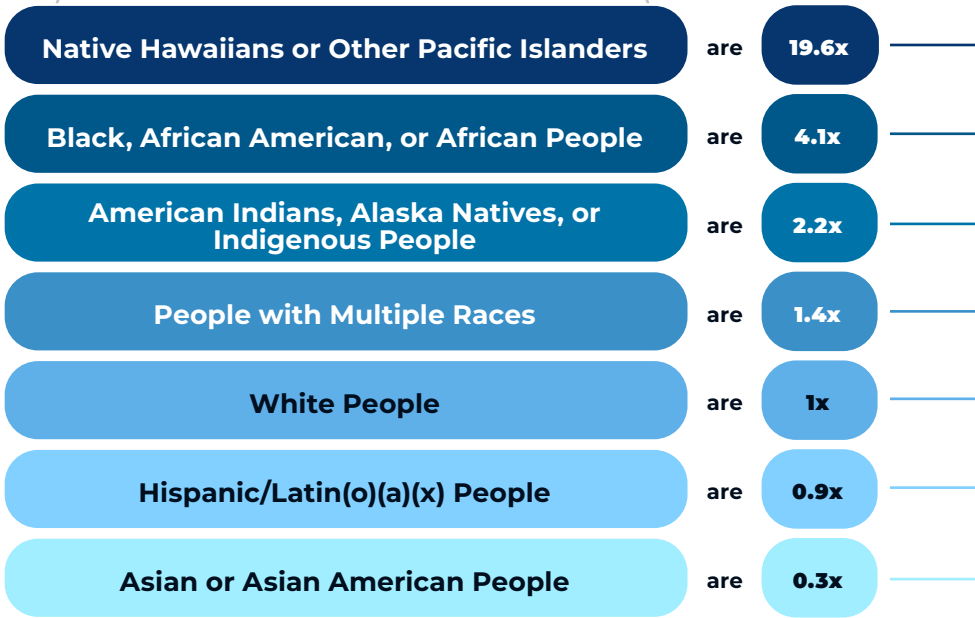 Native Hawaiians or Other Pacific Islanders are 19.6x
Black, African American, or African People are 4.1x
American Indians, Alaska Natives, or
Indigenous People are 2.2x
People with Multiple Races are 1.4x
White People are 1x
Hispanic/Latin(o)(a)(x) People are 0.9x
Asian or Asian American People are 0.3x